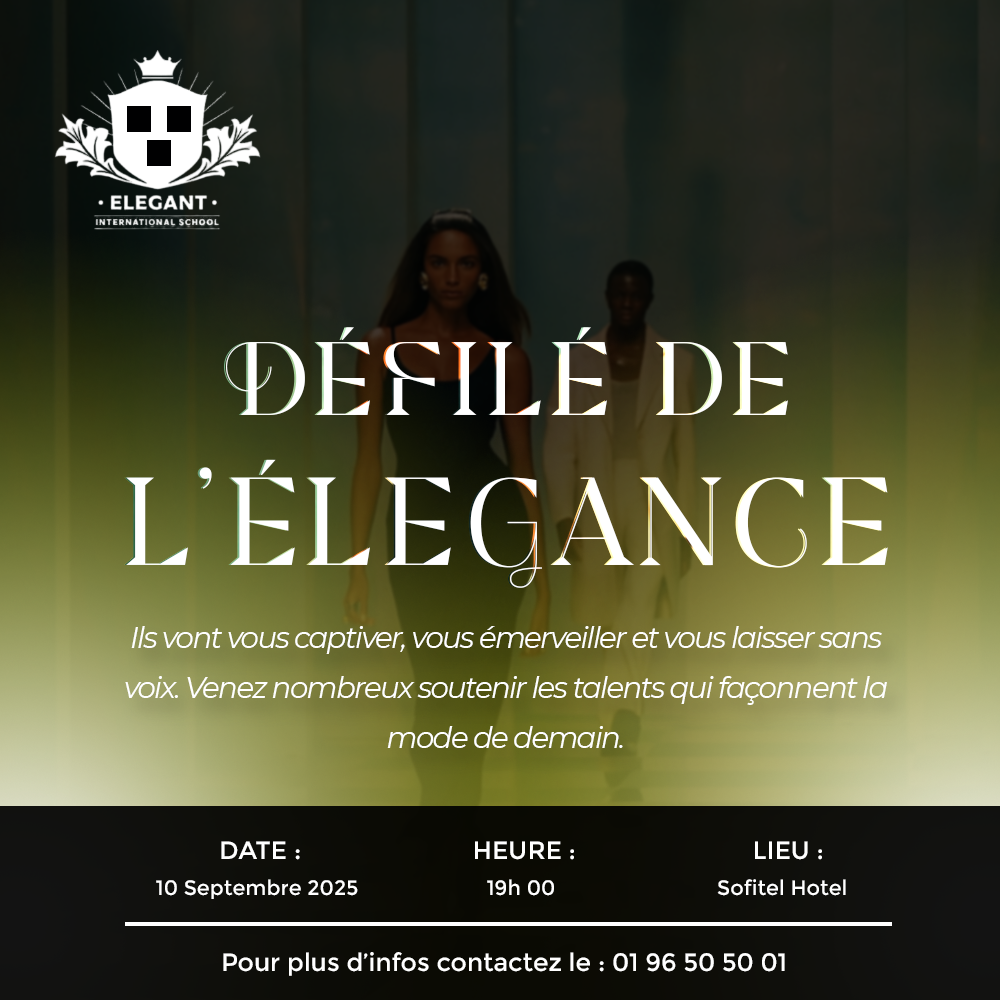 • ELEGANT •
INTERNATIONAL SCHOOL
DÉFILÉ DE
L’ÉLEGANCE
Ils vont vous captiver, vous émerveiller et vous laisser sans
voix. Venez nombreux soutenir les talents qui façonnent la
mode de demain.
DATE : HEURE : LIEU :
10 Septembre 2025 19h 00 Sofitel Hotel
Pour plus d’infos contactez le : 01 96 50 50 01